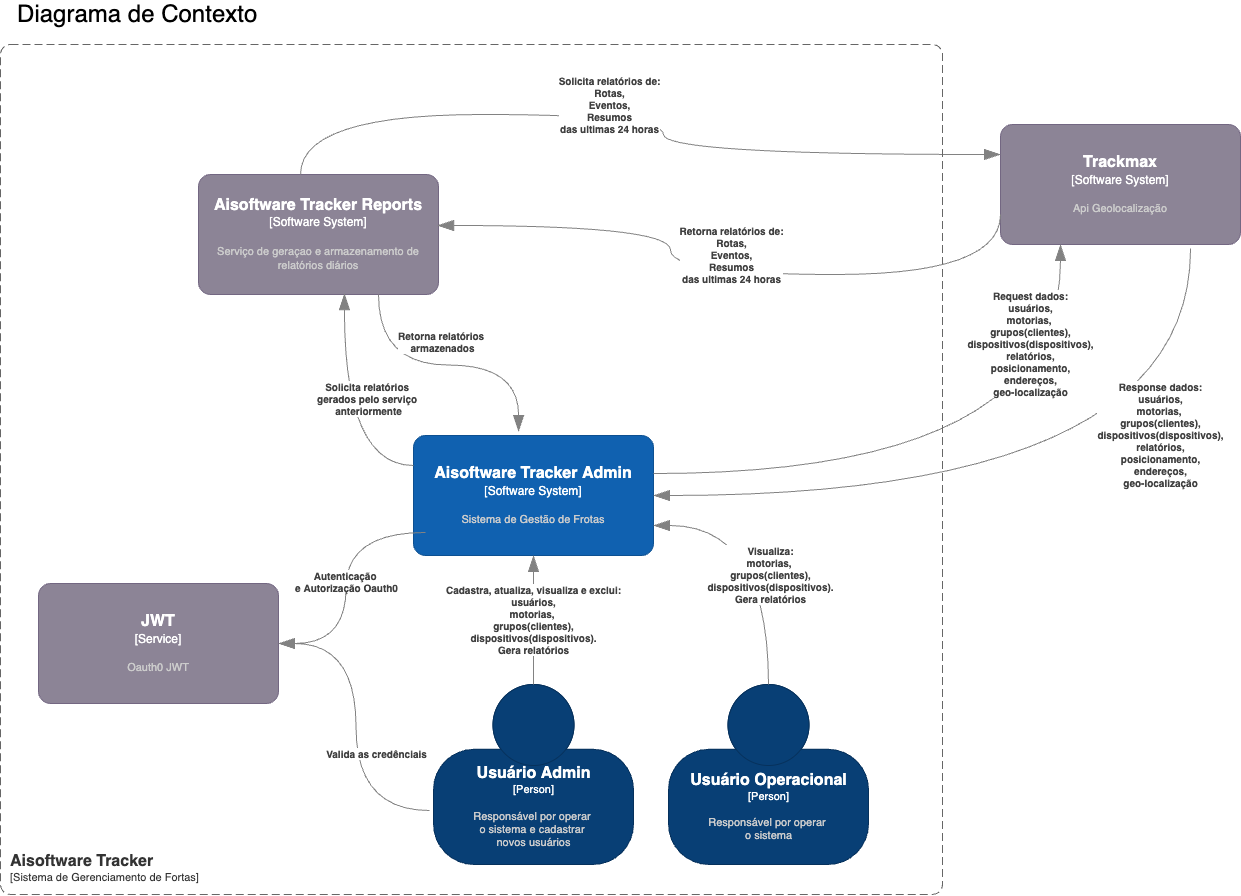 Diagrama de Contexto
Solicita relatórios de:
Rotas,
Eventos,
Resumos
das ultimas 24 horas
Trackmax
[Software System]
Api Geolocalização
Aisoftware Tracker Reports
[Software System]
Serviço de geraçao e armazenamento de
relatórios diários
Retorna relatórios de:
Rotas,
Eventos,
Resumos
das ultimas 24 horas
Request dados:
usuários,
motorias,
grupos(clientes),
dispositivos(dispositivos),
relatórios,
posicionamento,
endereços,
geo-localização
Retorna relatórios
armazenados
Solicita relatórios
gerados pelo serviço
anteriormente
Response dados:
usuários,
motorias,
grupos(clientes),
dispositivos(dispositivos),
relatórios,
posicionamento,
endereços,
geo-localização
Aisoftware Tracker Admin
[Software System]
Sistema de Gestão de Frotas
Autenticação
e Autorização Oauth0
Cadastra, atualiza, visualiza e exclui:
usuários,
motorias,
grupos(clientes),
dispositivos(dispositivos).
Gera relatórios
Visualiza:
motorias,
grupos(clientes),
dispositivos(dispositivos).
Gera relatórios
JWT
[Service]
Oauth0 JWT
Valida as credênciais
Usuário Admin
[Person]
Responsável por operar
o sistema e cadastrar
novos usuários
Usuário Operacional
[Person]
Responsável por operar
o sistema
Aisoftware Tracker
[Sistema de Gerenciamento de Fortas]